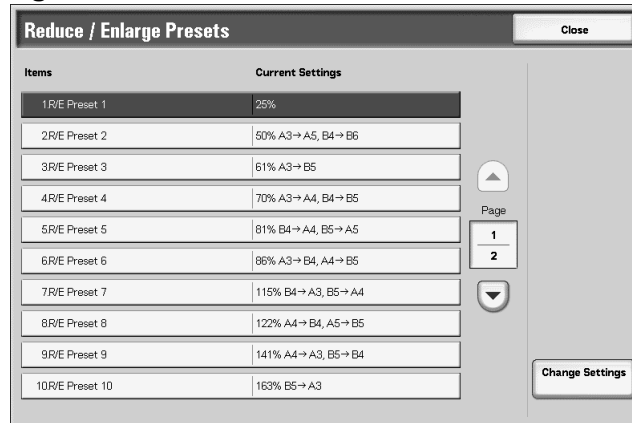 Reduce / Enlarge Presets
Close
Items Current Settings
1.R/E Preset 1 25%
2.R/E Preset 2 50% A3→A5, B4→B6
3.R/E Preset 3 61% A3→B5
4.R/E Preset 4 70% A3→A4, B4→B5
5.R/E Preset 5 81% B4→A4, B5→A5
6.R/E Preset 6 86% A3→B4, A4→B5
7.R/E Preset 7 115% B4→A3, B5→A4
8.R/E Preset 8 122% A4→B4, A5→B5
9.R/E Preset 9 141% A4→A3, B5→B4
10.R/E Preset 10 163% B5→A3
Page
1
2
Change Settings